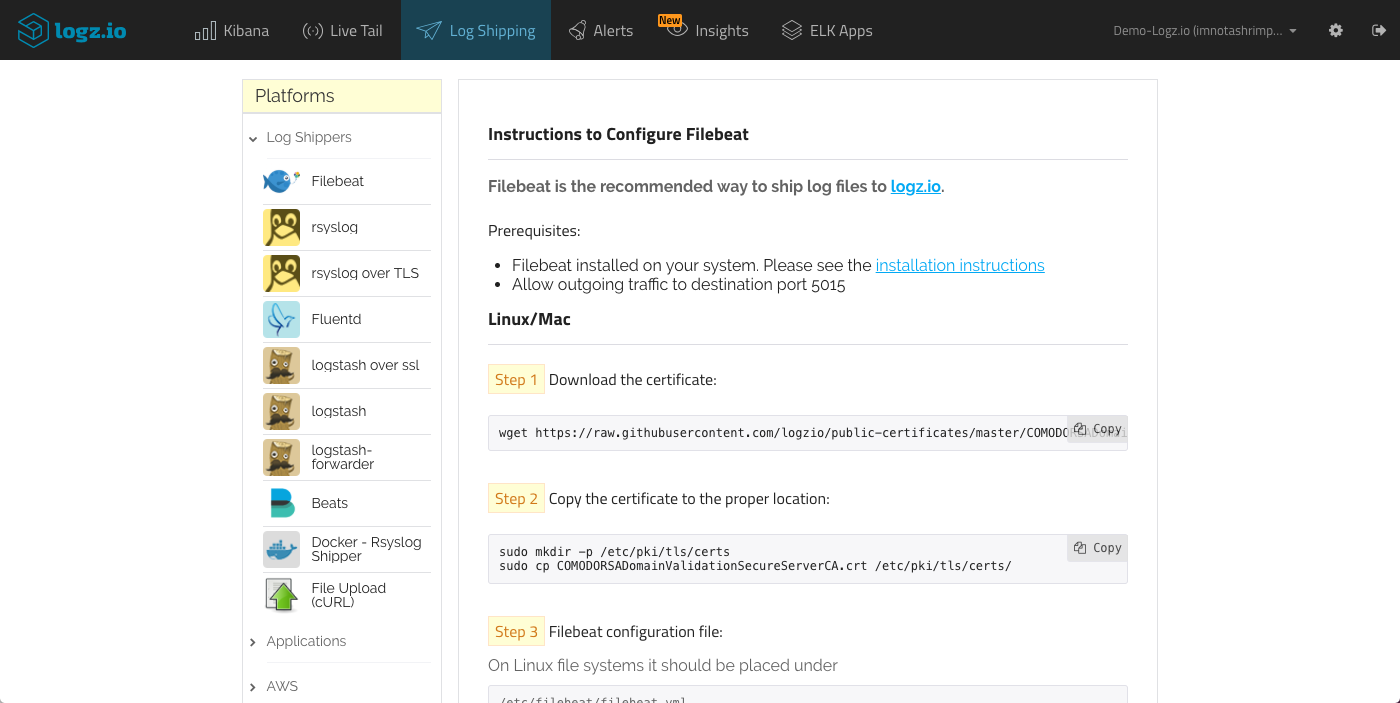 logz.io
Kibana
Live Tail
Log Shipping
Alerts
New
Insights
ELK Apps
Demo-Logz.io (imnotashrimp...
Platforms
Log Shippers
Filebeat
rsyslog
rsyslog over TLS
Fluentd
logstash over ssl
logstash
logstash-
forwarder
Beats
Docker - Rsyslog
Shipper
File Upload
(cURL)
Applications
AWS
Instructions to Configure Filebeat
Filebeat is the recommended way to ship log files to logz.io.
Prerequisites:
• Filebeat installed on your system. Please see the installation instructions
• Allow outgoing traffic to destination port 5015
Linux/Mac
Step 1 Download the certificate:
wget https://raw.githubusercontent.com/logzio/public-certificates/master/COMODORSADomai
Copy
Step 2 Copy the certificate to the proper location:
sudo mkdir -p /etc/pki/tls/certs
Copy
sudo cp COMODORSADomainValidationSecureServerCA.crt /etc/pki/tls/certs/
Step 3 Filebeat configuration file:
On Linux file systems it should be placed under
/etc/filebeat/filebeat.yml